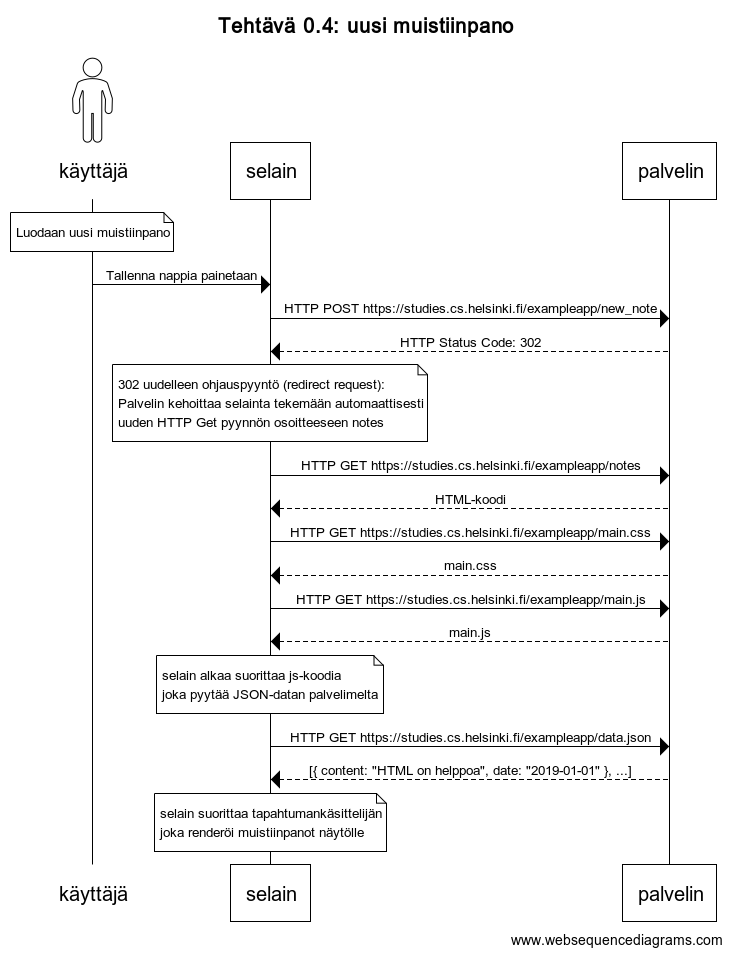 Tehtävä 0.4: uusi muistiinpano
käyttäjä
selain
palvelin
Luodaan uusi muistiinpano
Tallenna nappia painetaan
HTTP POST https://studies.cs.helsinki.fi/exampleapp/new_note
HTTP Status Code: 302
302 uudelleen ohjauspyyntö (redirect request):
Palvelin kehoittaa selainta tekemään automaattisesti
uuden HTTP Get pyynnön osoitteeseen notes
HTTP GET https://studies.cs.helsinki.fi/exampleapp/notes
HTML-koodi
HTTP GET https://studies.cs.helsinki.fi/exampleapp/main.css
main.css
HTTP GET https://studies.cs.helsinki.fi/exampleapp/main.js
main.js
selain alkaa suorittaa js-koodia
joka pyytää JSON-datan palvelimelta
HTTP GET https://studies.cs.helsinki.fi/exampleapp/data.json
[{ content: "HTML on helppoa", date: "2019-01-01" }, ...]
selain suorittaa tapahtumankäsittelijän
joka renderöi muistiinpanot näytölle
käyttäjä
selain
palvelin
www.websequencediagrams.com